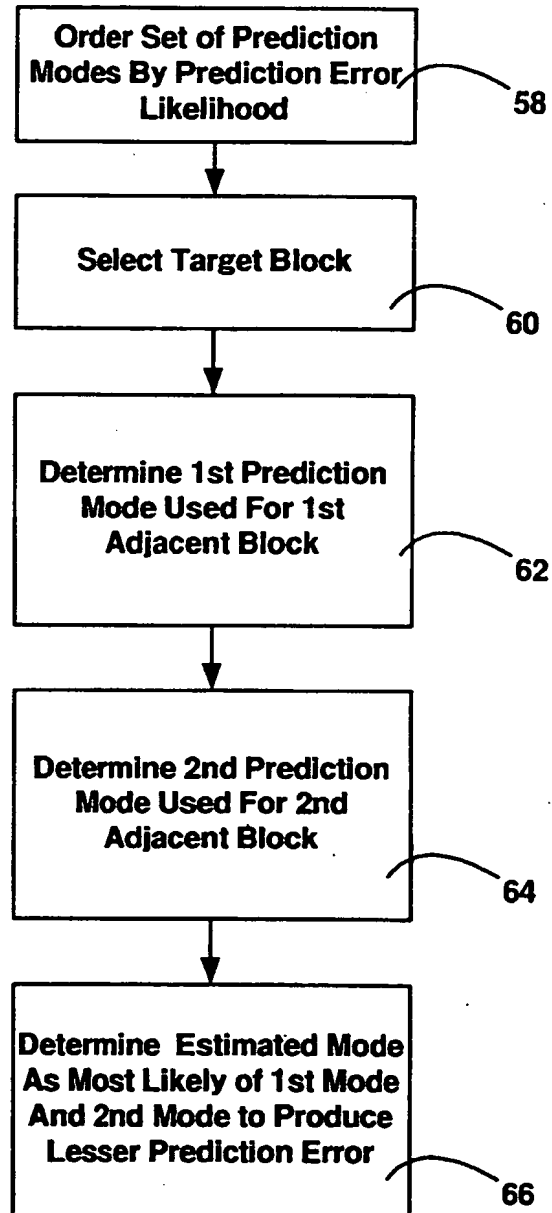 Order Set of Prediction
Modes By Prediction Error
Likelihood
58
Select Target Block
60
Determine 1st Prediction
Mode Used For 1st
Adjacent Block
62
Determine 2nd Prediction
Mode Used For 2nd
Adjacent Block
64
Determine Estimated Mode
As Most Likely of 1st Mode
And 2nd Mode to Produce
Lesser Prediction Error
66